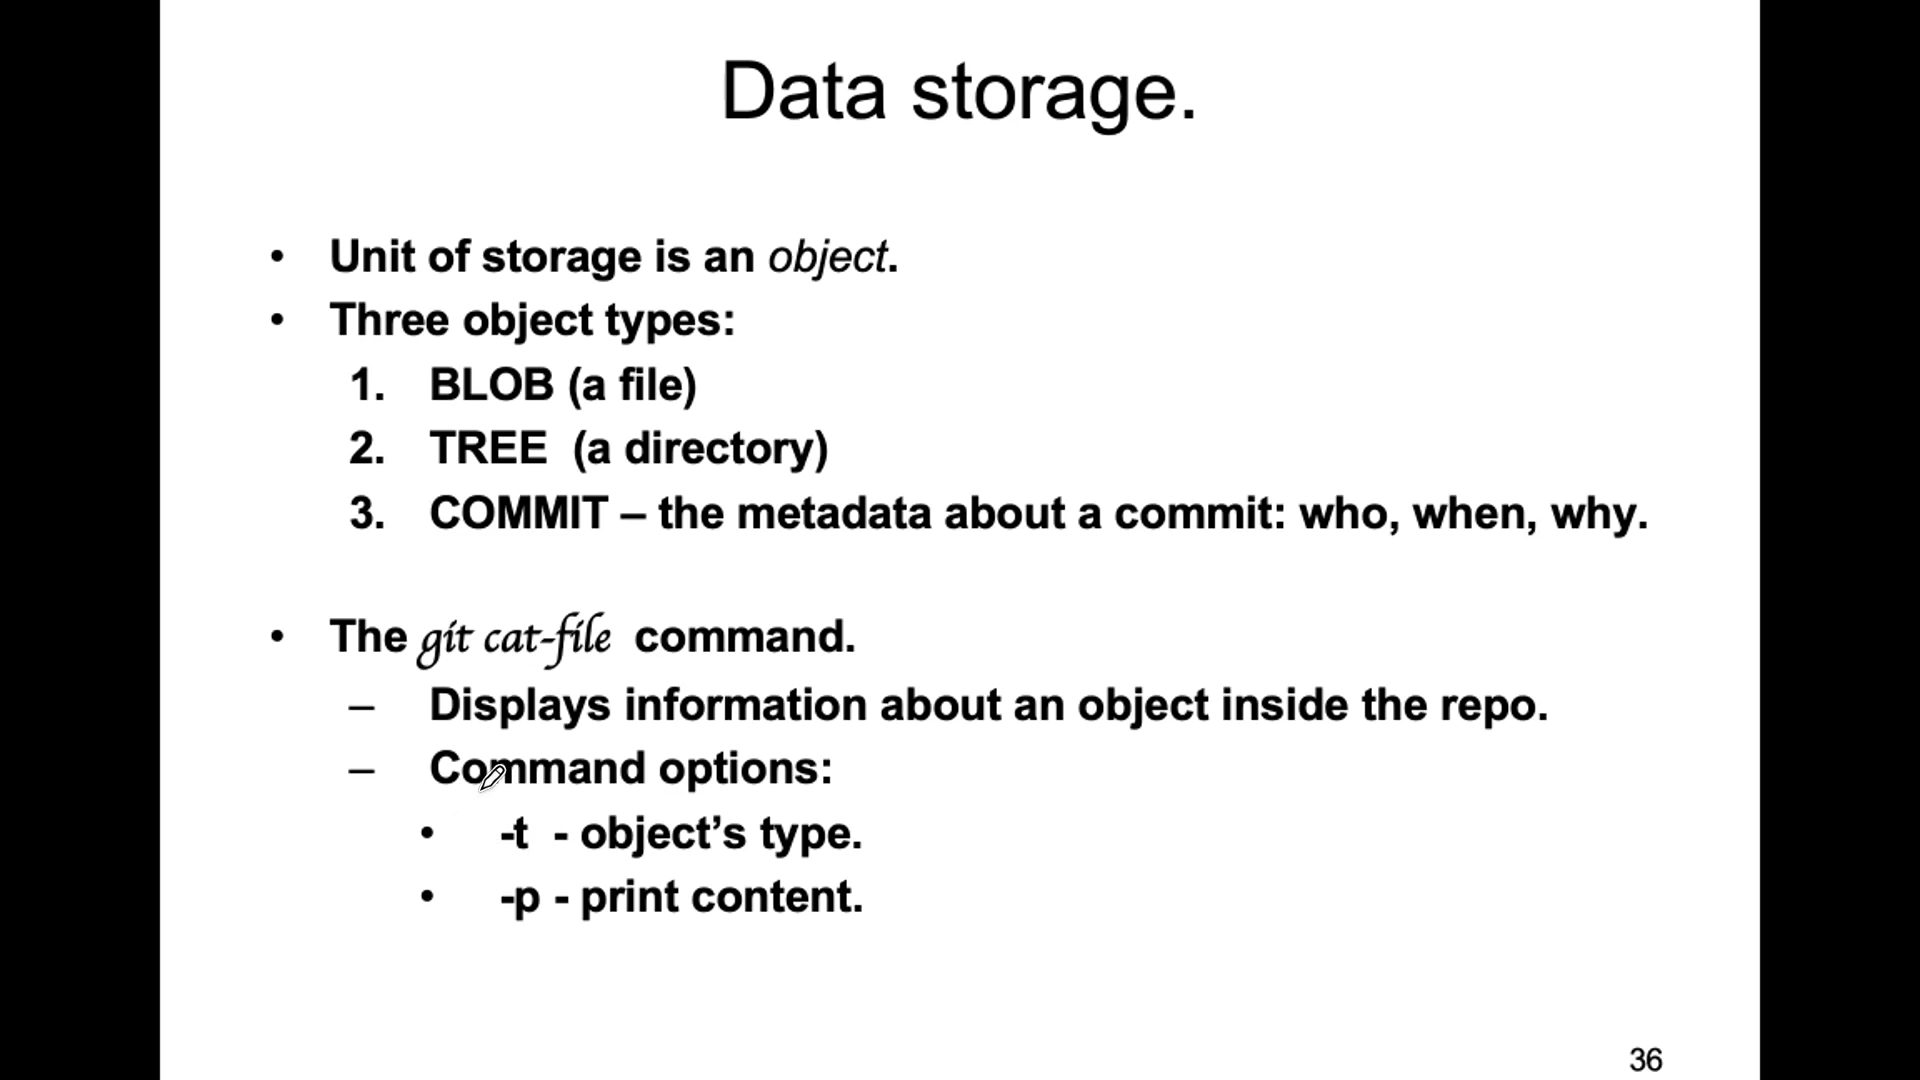 Data storage.
• Unit of storage is an object.
• Three object types:
1. BLOB (a file)
2. TREE (a directory)
3. COMMIT – the metadata about a commit: who, when, why.
• The git cat-file command.
– Displays information about an object inside the repo.
– Command options:
• -t - object’s type.
• -p - print content.
36